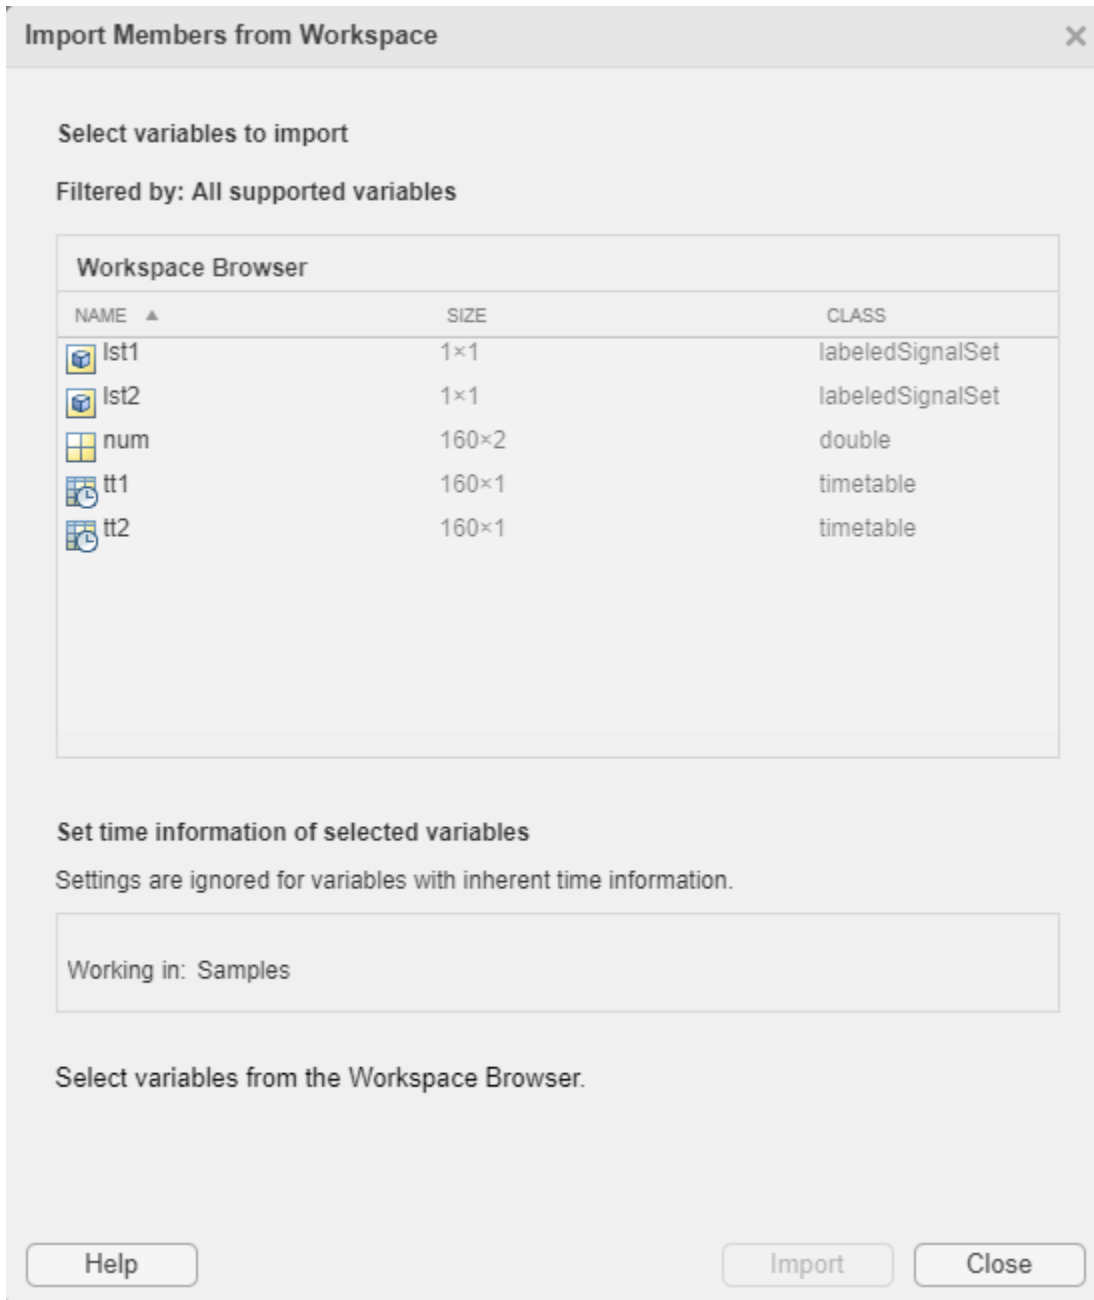 Import Members from Workspace ×
Select variables to import
Filtered by: All supported variables
Workspace Browser
NAME ▲ SIZE CLASS
lst1 1×1 labeledSignalSet
lst2 1×1 labeledSignalSet
num 160×2 double
tt1 160×1 timetable
tt2 160×1 timetable
Set time information of selected variables
Settings are ignored for variables with inherent time information.
Working in: Samples
Select variables from the Workspace Browser.
Help Import Close